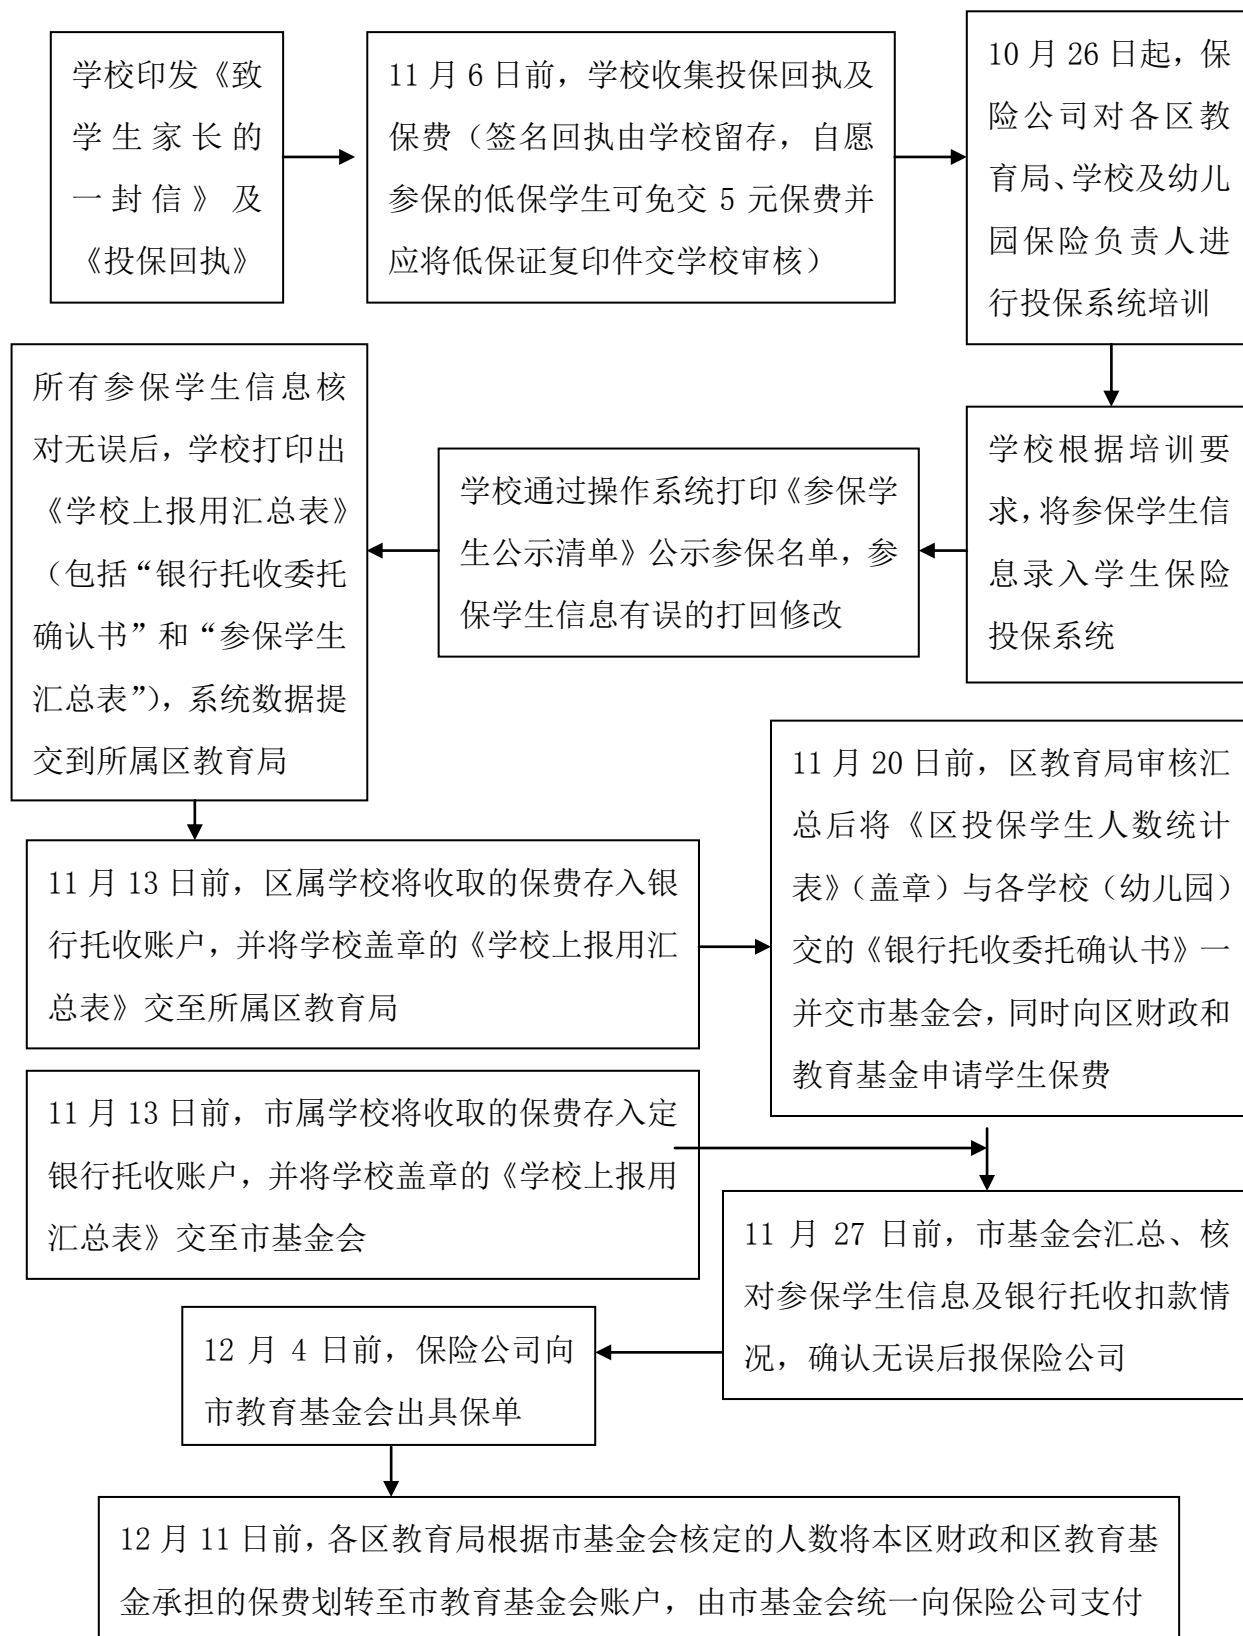 学校印发《致
学生家长的
一封信》及
《投保回执》
11月6日前，学校收集投保回执及
保费（签名回执由学校留存，自愿
参保的低保学生可免交5元保费并
应将低保证复印件交学校审核）
10月26日起，保
险公司对各区教
育局、学校及幼儿
园保险负责人进
行投保系统培训
学校根据培训要
求，将参保学生信
息录入学生保险
投保系统
学校通过操作系统打印《参保学
生公示清单》公示参保名单，参
保学生信息有误的打回修改
所有参保学生信息核
对无误后，学校打印出
《学校上报用汇总表》
（包括“银行托收委托
确认书”和“参保学生
汇总表”），系统数据提
交到所属区教育局
11月13日前，区属学校将收取的保费存入银
行托收账户，并将学校盖章的《学校上报用汇
总表》交至所属区教育局
11月20日前，区教育局审核汇
总后将《区投保学生人数统计
表》（盖章）与各学校（幼儿园）
交的《银行托收委托确认书》一
并交市基金会，同时向区财政和
教育基金申请学生保费
11月13日前，市属学校将收取的保费存入定
银行托收账户，并将学校盖章的《学校上报用
汇总表》交至市基金会
11月27日前，市基金会汇总、核
对参保学生信息及银行托收扣款情
况，确认无误后报保险公司
12月4日前，保险公司向
市教育基金会出具保单
12月11日前，各区教育局根据市基金会核定的人数将本区财政和区教育基
金承担的保费划转至市教育基金会账户，由市基金会统一向保险公司支付